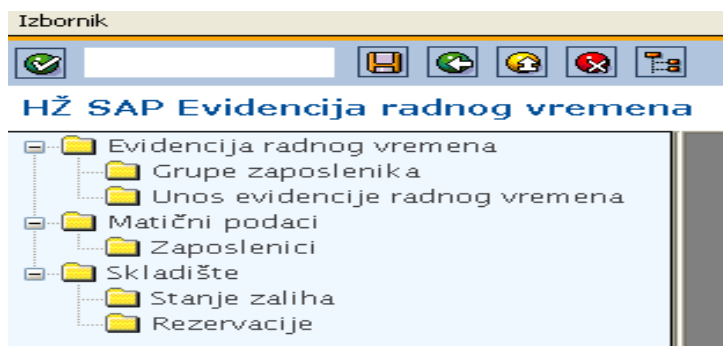 Izbornik
HŽ SAP Evidencija radnog vremena
Evidencija radnog vremena
Grupe zaposlenika
Unos evidencije radnog vremena
Matični podaci
Zaposlenici
Skladište
Stanje zaliha
Rezervacije